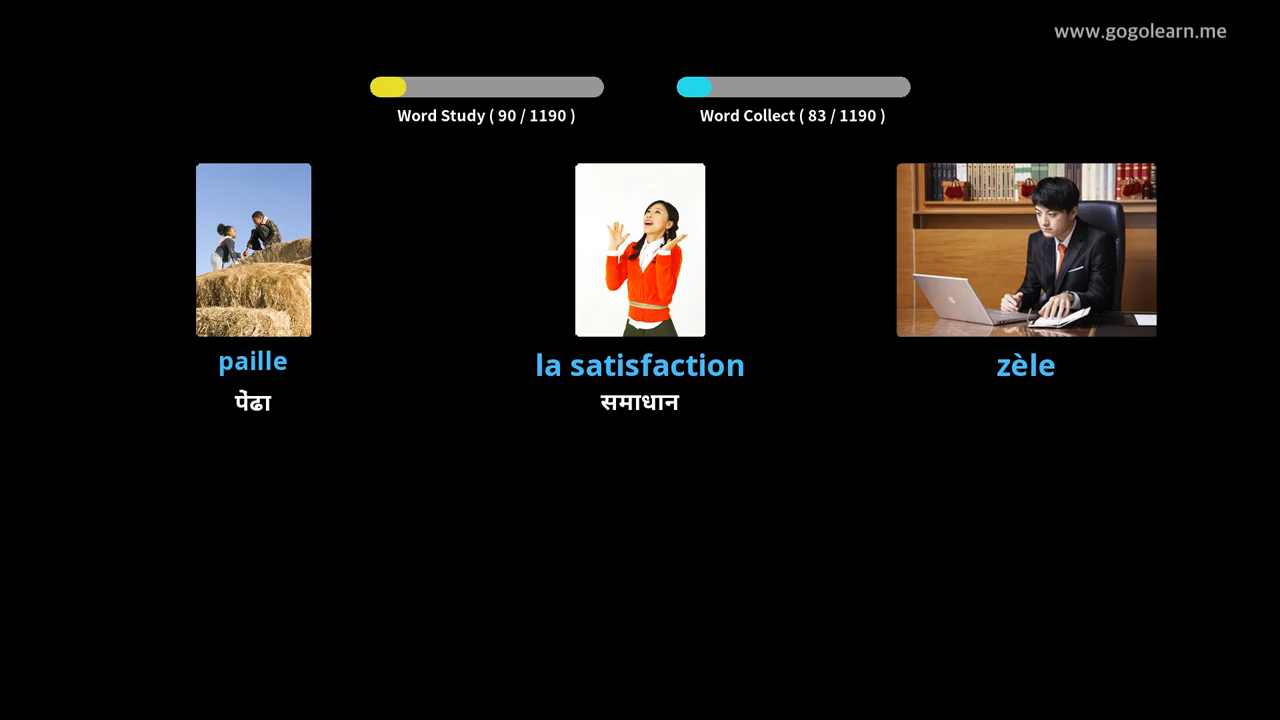 www.gogolearn.me
Word Study ( 90 / 1190 )
Word Collect ( 83 / 1190 )
paille
la satisfaction
zèle
पेंढा
समाधान